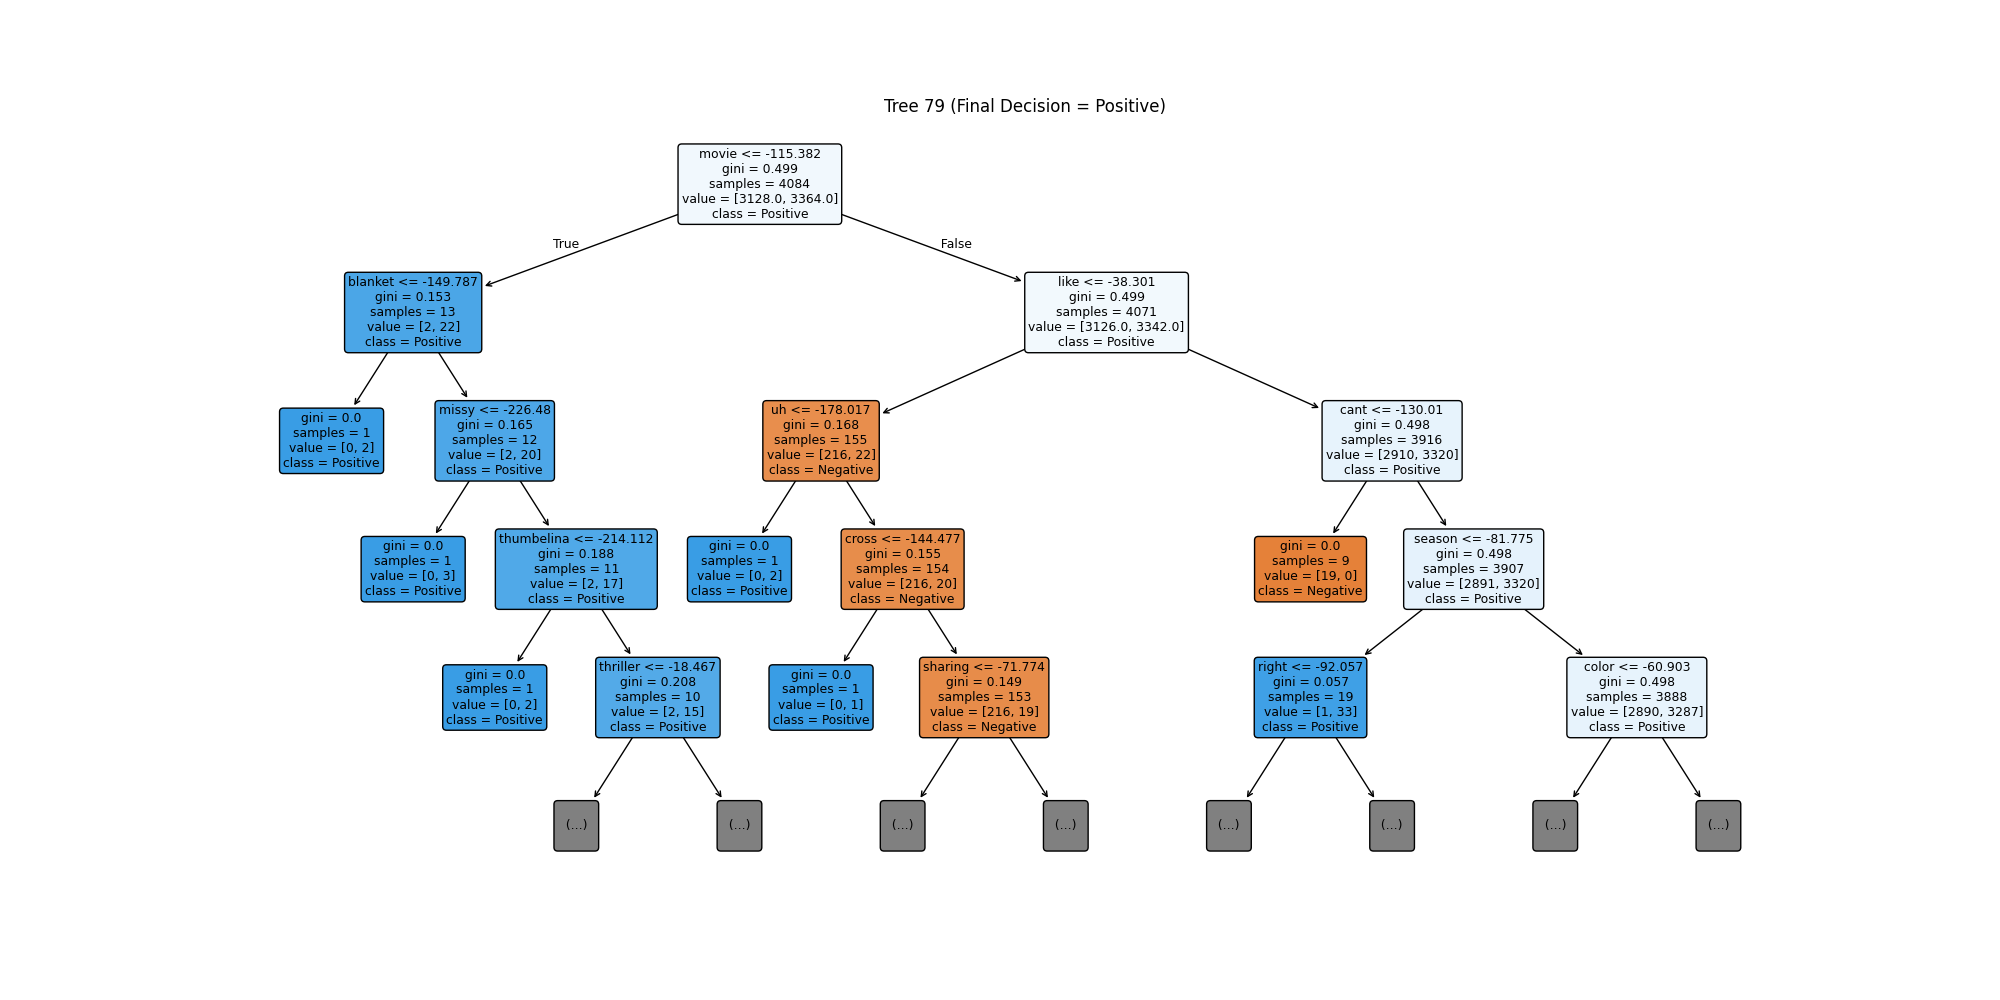 Tree 79 (Final Decision = Positive)
movie <= -115.382
gini = 0.499
samples = 4084
value = [3128.0, 3364.0]
class = Positive
True
False
blanket <= -149.787
gini = 0.153
samples = 13
value = [2, 22]
class = Positive
like <= -38.301
gini = 0.499
samples = 4071
value = [3126.0, 3342.0]
class = Positive
gini = 0.0
samples = 1
value = [0, 2]
class = Positive
missy <= -226.48
gini = 0.165
samples = 12
value = [2, 20]
class = Positive
uh <= -178.017
gini = 0.168
samples = 155
value = [216, 22]
class = Negative
cant <= -130.01
gini = 0.498
samples = 3916
value = [2910, 3320]
class = Positive
gini = 0.0
samples = 1
value = [0, 3]
class = Positive
thumbelina <= -214.112
gini = 0.188
samples = 11
value = [2, 17]
class = Positive
gini = 0.0
samples = 1
value = [0, 2]
class = Positive
cross <= -144.477
gini = 0.155
samples = 154
value = [216, 20]
class = Negative
gini = 0.0
samples = 9
value = [19, 0]
class = Negative
season <= -81.775
gini = 0.498
samples = 3907
value = [2891, 3320]
class = Positive
gini = 0.0
samples = 1
value = [0, 2]
class = Positive
thriller <= -18.467
gini = 0.208
samples = 10
value = [2, 15]
class = Positive
gini = 0.0
samples = 1
value = [0, 1]
class = Positive
sharing <= -71.774
gini = 0.149
samples = 153
value = [216, 19]
class = Negative
right <= -92.057
gini = 0.057
samples = 19
value = [1, 33]
class = Positive
color <= -60.903
gini = 0.498
samples = 3888
value = [2890, 3287]
class = Positive
(...)
(...)
(...)
(...)
(...)
(...)
(...)
(...)